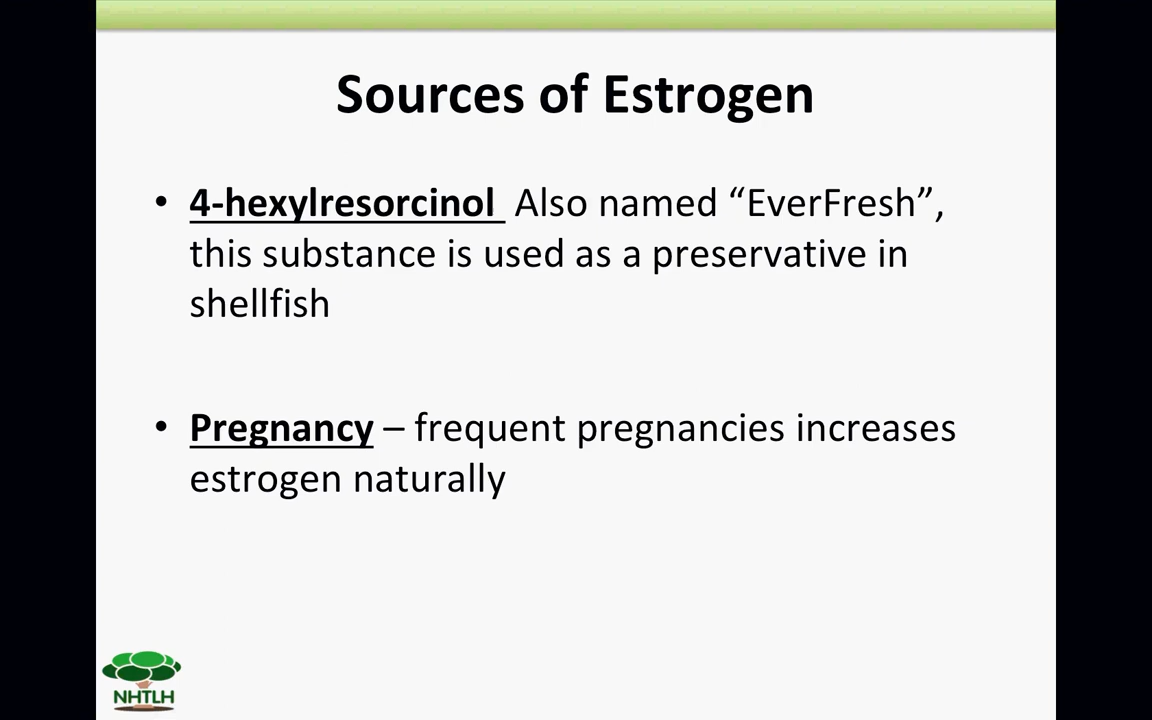 Sources of Estrogen
• 4-hexylresorcinol  Also named “EverFresh”,
this substance is used as a preservative in
shellfish
• Pregnancy – frequent pregnancies increases
estrogen naturally
NHTLH